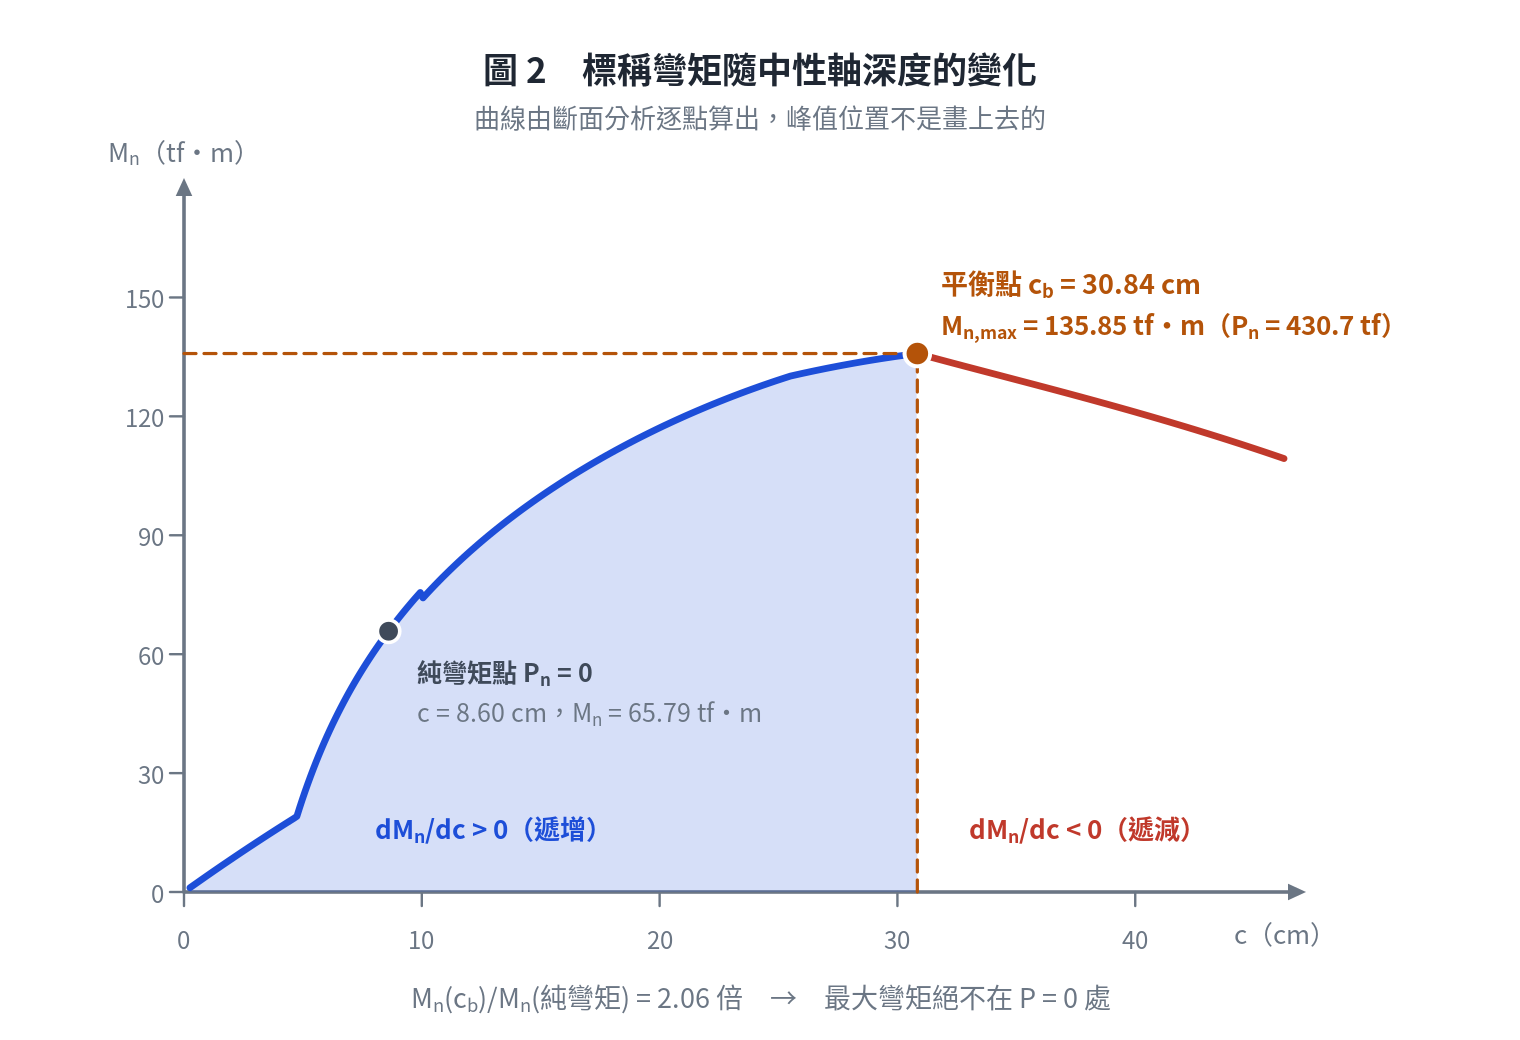 圖 2　標稱彎矩隨中性軸深度的變化
曲線由斷面分析逐點算出，峰值位置不是畫上去的
Mn（tf・m）
150
120
90
60
30
0
平衡點 cb = 30.84 cm
Mn,max = 135.85 tf・m（Pn = 430.7 tf）
純彎矩點 Pn = 0
c = 8.60 cm，Mn = 65.79 tf・m
dMn/dc > 0（遞增）
dMn/dc < 0（遞減）
0 10 20 30 40
c（cm）
Mn(cb)/Mn(純彎矩) = 2.06 倍　→　最大彎矩絕不在 P = 0 處